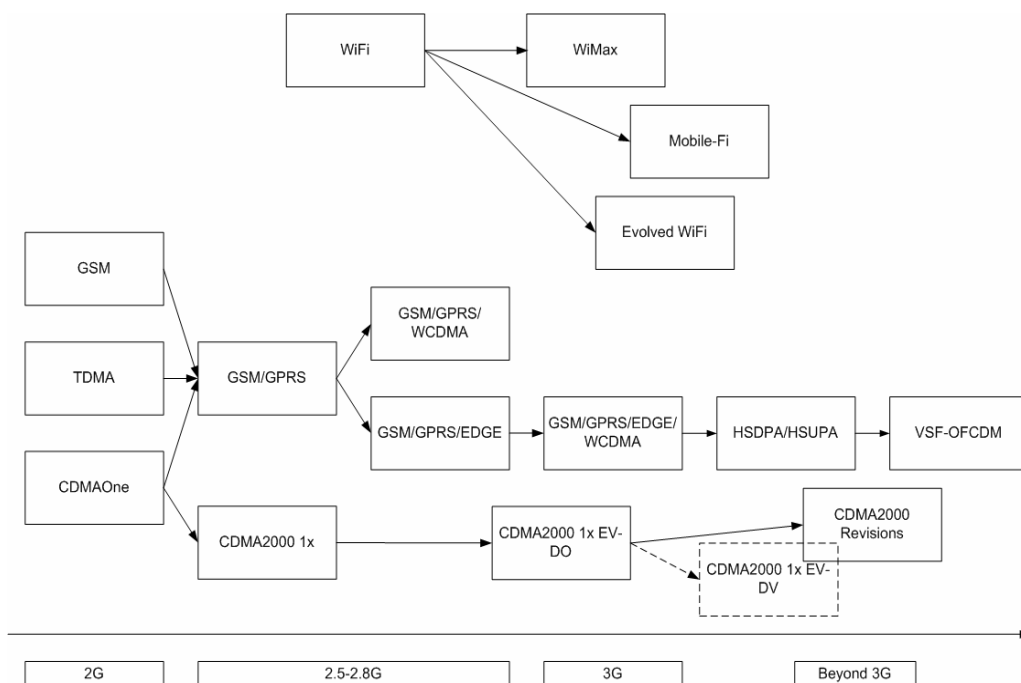 WiFi
WiMax
Mobile-Fi
Evolved WiFi
GSM
GSM/GPRS/
WCDMA
TDMA
GSM/GPRS
GSM/GPRS/EDGE
GSM/GPRS/EDGE/
WCDMA
HSDPA/HSUPA
VSF-OFCDM
CDMAOne
CDMA2000 1x
CDMA2000 1x EV-
DO
CDMA2000
Revisions
CDMA2000 1x EV-
DV
2G
2.5-2.8G
3G
Beyond 3G